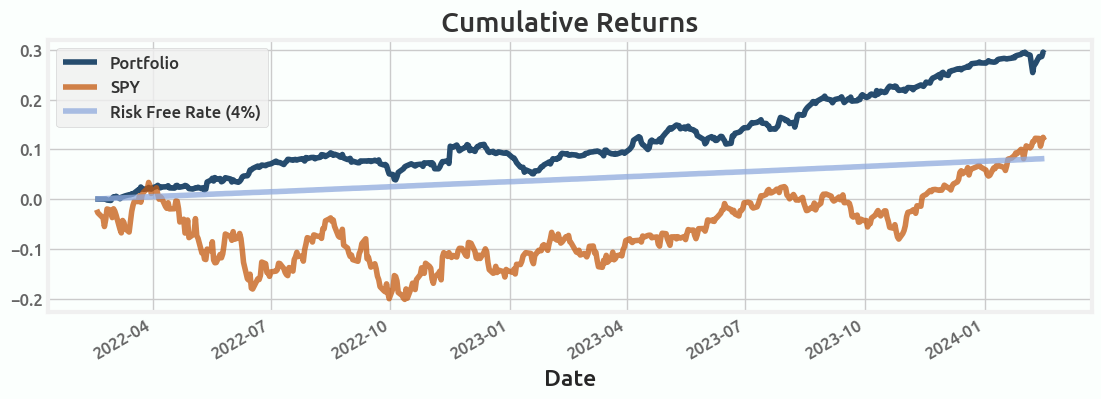 Cumulative Returns
0.3
0.2
0.1
0.0
−0.1
−0.2
Portfolio
SPY
Risk Free Rate (4%)
2022-04
2022-07
2022-10
2023-01
2023-04
2023-07
2023-10
2024-01
Date